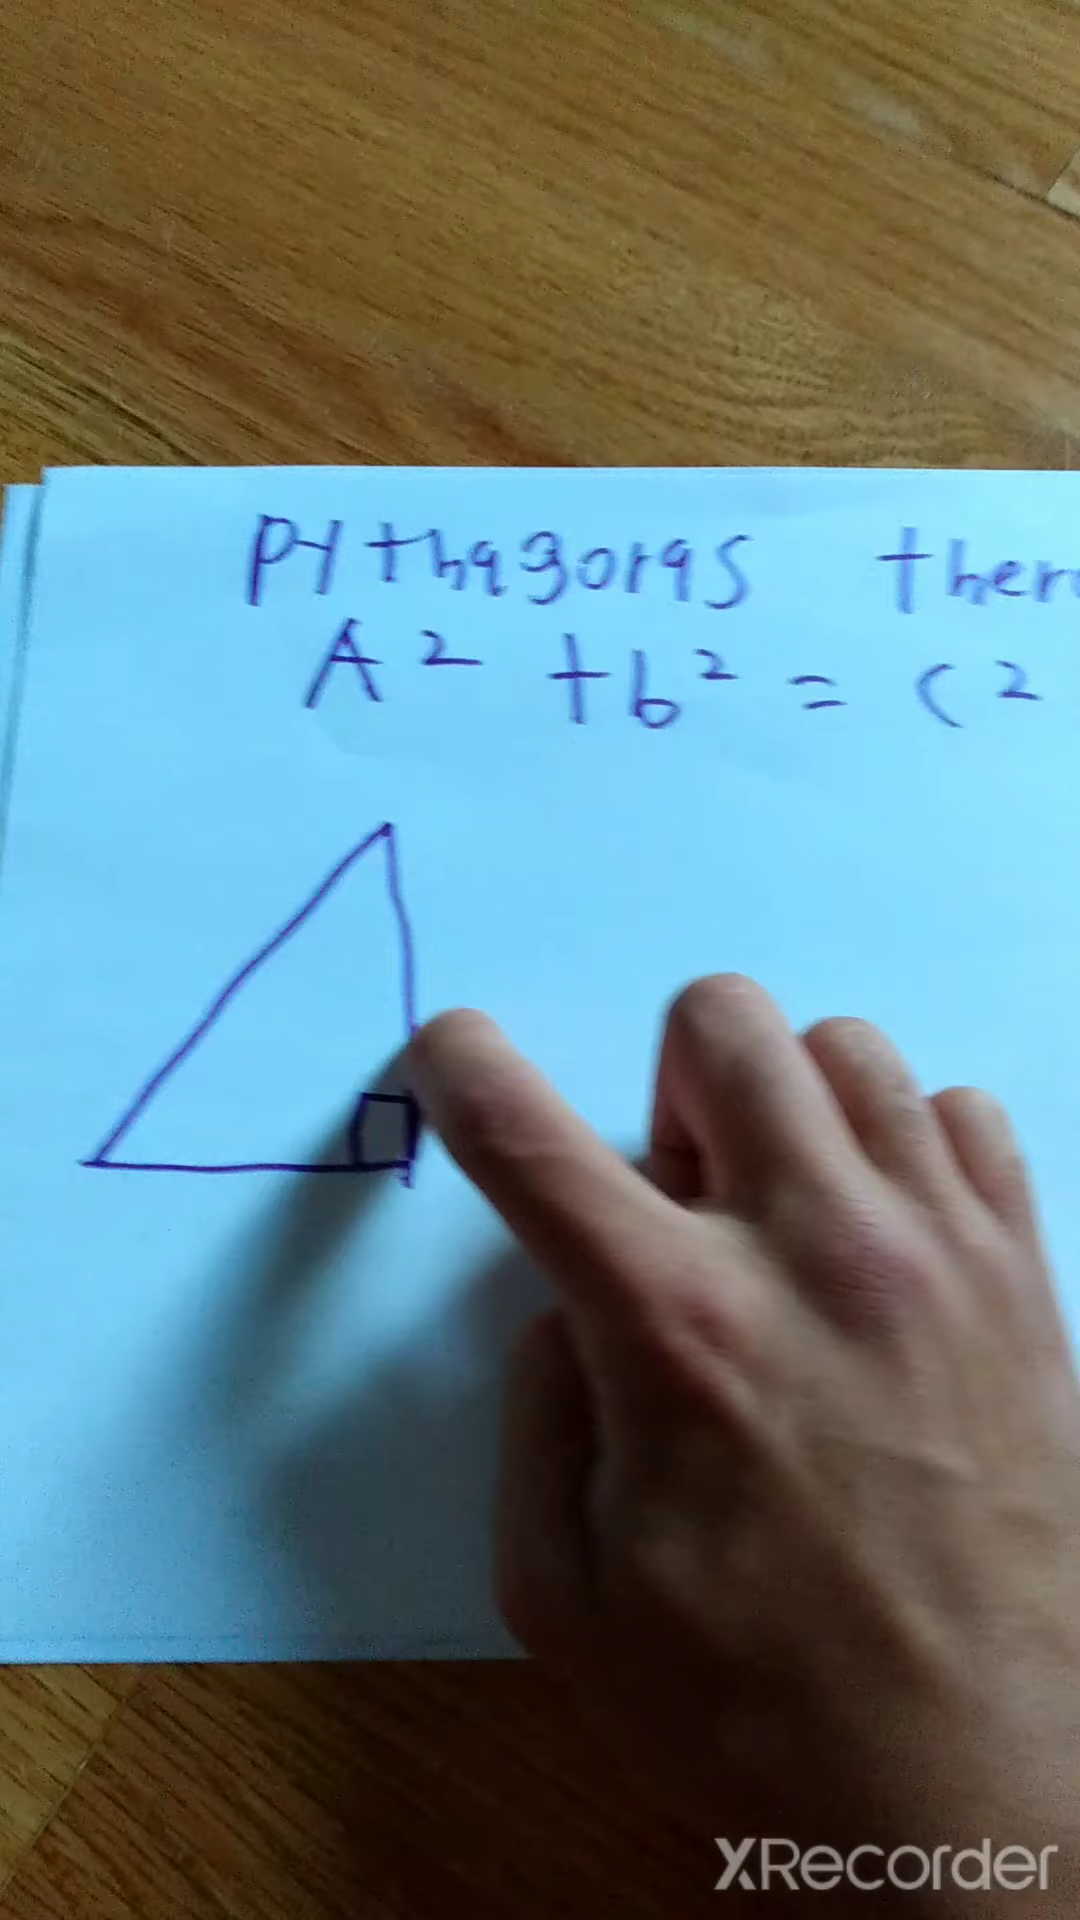 Pythagoras
A² + b² = c²
XRecorder